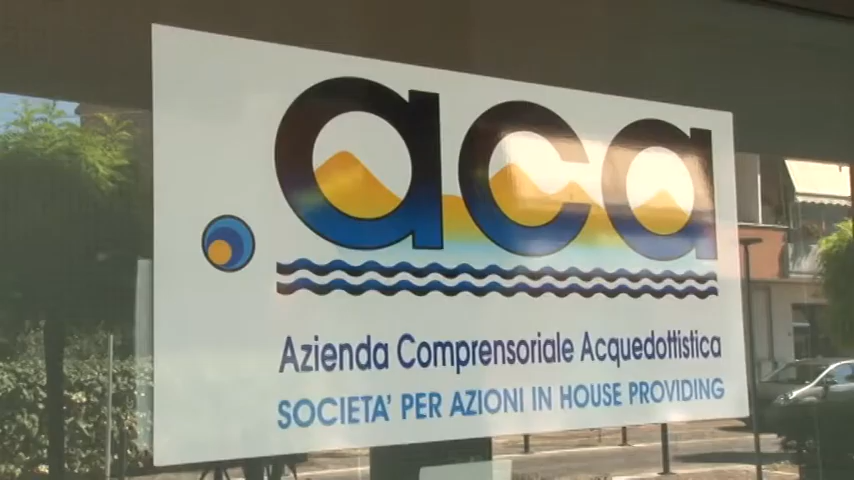 .aca
Azienda Comprensoriale Acquedottistica
SOCIETA' PER AZIONI IN HOUSE PROVIDING